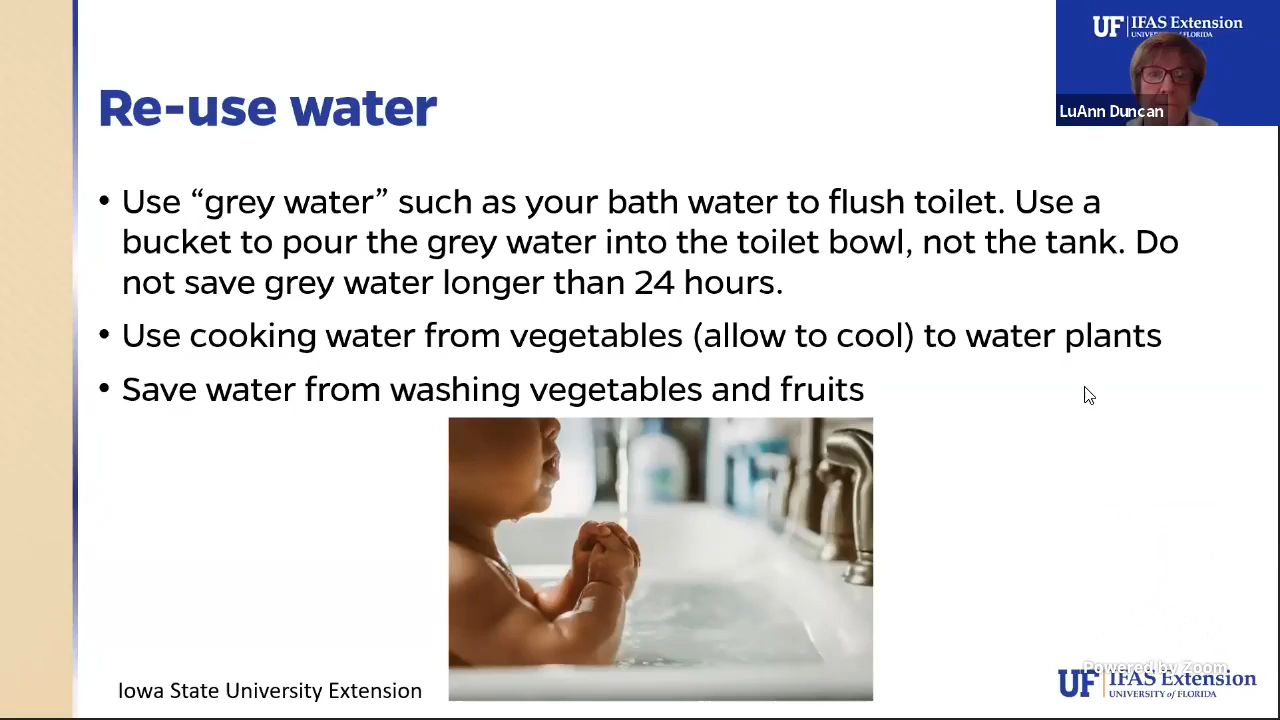 UF IFAS Extension
UNIVERSITY of FLORIDA
LuAnn Duncan
Re-use water
• Use “grey water” such as your bath water to flush toilet. Use a
bucket to pour the grey water into the toilet bowl, not the tank. Do
not save grey water longer than 24 hours.
• Use cooking water from vegetables (allow to cool) to water plants
• Save water from washing vegetables and fruits
Iowa State University Extension
Powered by Zoom
UF IFAS Extension
UNIVERSITY of FLORIDA